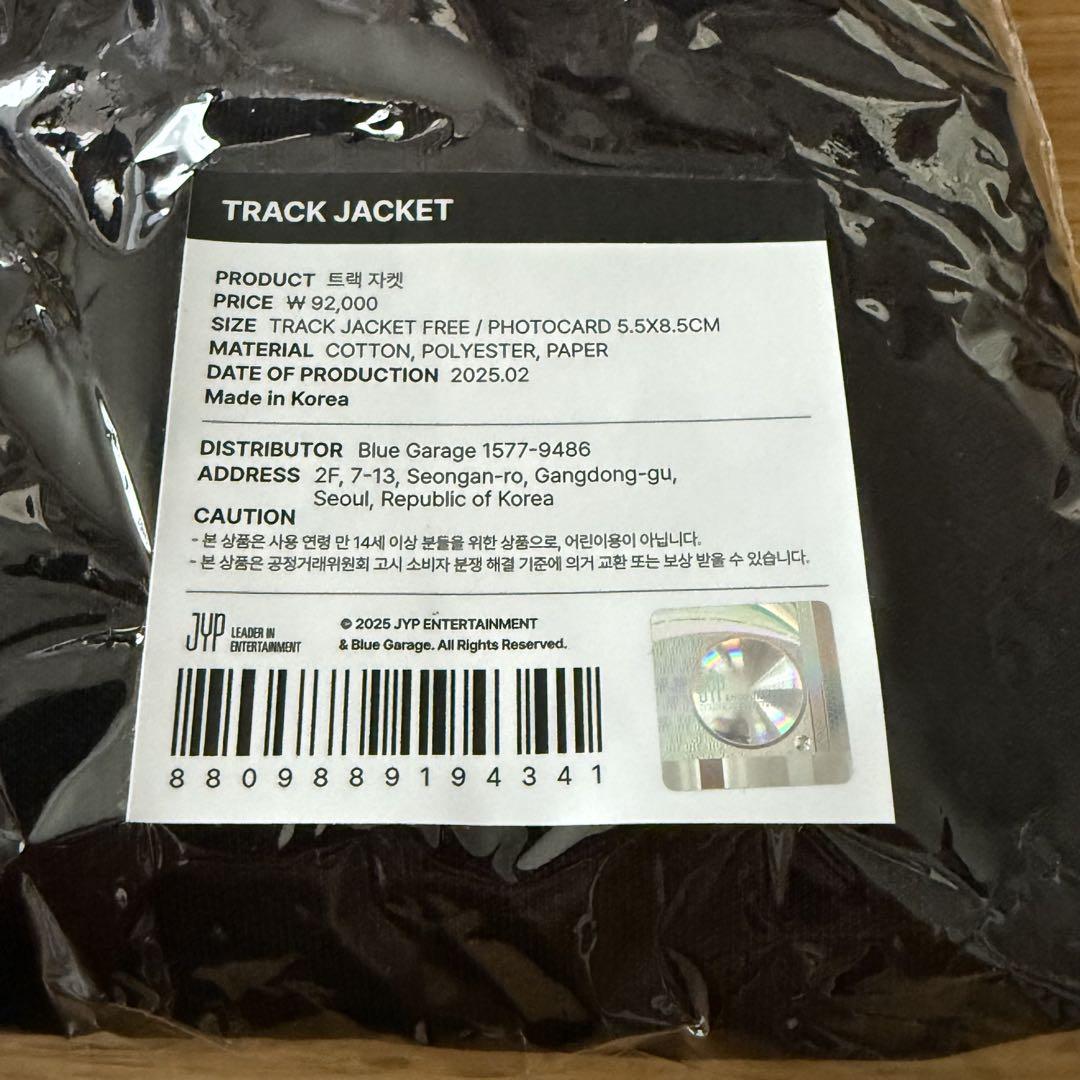 TRACK JACKET
PRODUCT 트랙 자켓
PRICE ₩ 92,000
SIZE TRACK JACKET FREE / PHOTOCARD 5.5X8.5CM
MATERIAL COTTON, POLYESTER, PAPER
DATE OF PRODUCTION 2025.02
Made in Korea
DISTRIBUTOR Blue Garage 1577-9486
ADDRESS 2F, 7-13, Seongan-ro, Gangdong-gu,
Seoul, Republic of Korea
CAUTION
- 본 상품은 사용 연령 만 14세 이상 분들을 위한 상품으로, 어린이용이 아닙니다.
- 본 상품은 공정거래위원회 고시 소비자 분쟁 해결 기준에 의거 교환 또는 보상 받을 수 있습니다.
JYP LEADER IN
ENTERTAINMENT
© 2025 JYP ENTERTAINMENT
& Blue Garage. All Rights Reserved.
8809889194341
JYP